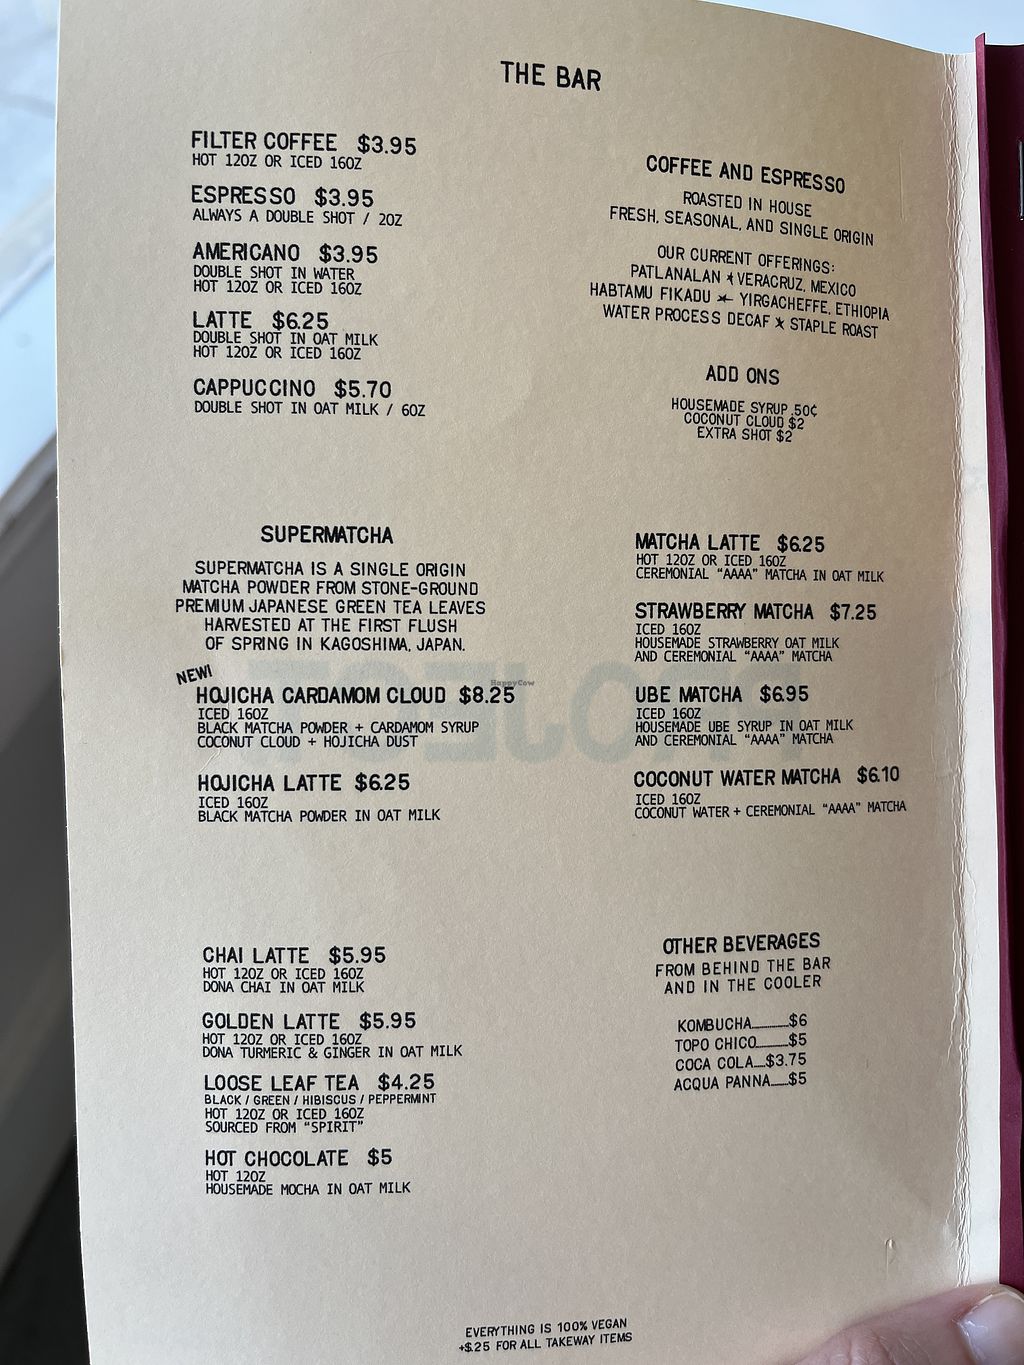 THE BAR
FILTER COFFEE $3.95
HOT 12OZ OR ICED 16OZ
ESPRESSO $3.95
ALWAYS A DOUBLE SHOT / 2OZ
AMERICANO $3.95
DOUBLE SHOT IN WATER
HOT 12OZ OR ICED 16OZ
LATTE $6.25
DOUBLE SHOT IN OAT MILK
HOT 12OZ OR ICED 16OZ
CAPPUCCINO $5.70
DOUBLE SHOT IN OAT MILK / 6OZ
COFFEE AND ESPRESSO
ROASTED IN HOUSE
FRESH, SEASONAL, AND SINGLE ORIGIN
OUR CURRENT OFFERINGS:
PATLANALAN ★ VERACRUZ, MEXICO
HABTAMU FIKADU ★ YIRGACHEFFE, ETHIOPIA
WATER PROCESS DECAF ★ STAPLE ROAST
ADD ONS
HOUSEMADE SYRUP .50¢
COCONUT CLOUD $2
EXTRA SHOT $2
SUPERMATCHA
SUPERMATCHA IS A SINGLE ORIGIN
MATCHA POWDER FROM STONE-GROUND
PREMIUM JAPANESE GREEN TEA LEAVES
HARVESTED AT THE FIRST FLUSH
OF SPRING IN KAGOSHIMA, JAPAN.
NEW!
HOJICHA CARDAMOM CLOUD $8.25
ICED 16OZ
BLACK MATCHA POWDER + CARDAMOM SYRUP
COCONUT CLOUD + HOJICHA DUST
HOJICHA LATTE $6.25
ICED 16OZ
BLACK MATCHA POWDER IN OAT MILK
MATCHA LATTE $6.25
HOT 12OZ OR ICED 16OZ
CEREMONIAL "AAAA" MATCHA IN OAT MILK
STRAWBERRY MATCHA $7.25
ICED 16OZ
HOUSEMADE STRAWBERRY OAT MILK
AND CEREMONIAL "AAAA" MATCHA
UBE MATCHA $6.95
ICED 16OZ
HOUSEMADE UBE SYRUP IN OAT MILK
AND CEREMONIAL "AAAA" MATCHA
COCONUT WATER MATCHA $6.10
ICED 16OZ
COCONUT WATER + CEREMONIAL "AAAA" MATCHA
HappyCow
CHAI LATTE $5.95
HOT 12OZ OR ICED 16OZ
DONA CHAI IN OAT MILK
GOLDEN LATTE $5.95
HOT 12OZ OR ICED 16OZ
DONA TURMERIC & GINGER IN OAT MILK
LOOSE LEAF TEA $4.25
BLACK / GREEN / HIBISCUS / PEPPERMINT
HOT 12OZ OR ICED 16OZ
SOURCED FROM "SPIRIT"
HOT CHOCOLATE $5
HOT 12OZ
HOUSEMADE MOCHA IN OAT MILK
OTHER BEVERAGES
FROM BEHIND THE BAR
AND IN THE COOLER
KOMBUCHA......$6
TOPO CHICO......$5
COCA COLA...$3.75
ACQUA PANNA...$5
EVERYTHING IS 100% VEGAN
+$.25 FOR ALL TAKEWAY ITEMS